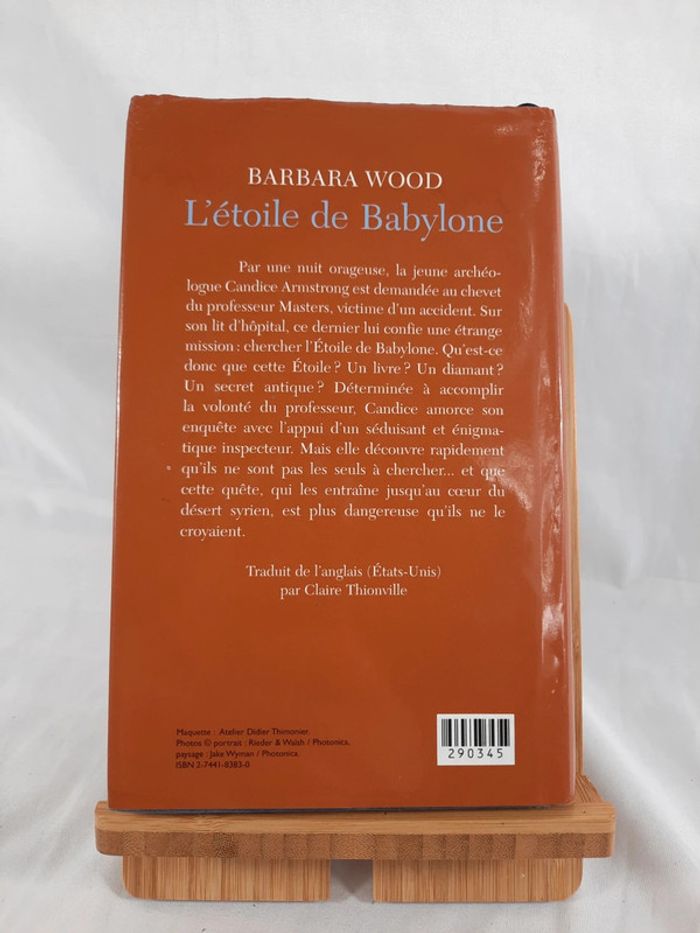 BARBARA WOOD
L'étoile de Babylone
Par une nuit orageuse, la jeune archéo-
logue Candice Armstrong est demandée au chevet
du professeur Masters, victime d'un accident. Sur
son lit d'hôpital, ce dernier lui confie une étrange
mission : chercher l'Étoile de Babylone. Qu'est-ce
donc que cette Étoile ? Un livre ? Un diamant ?
Un secret antique ? Déterminée à accomplir
la volonté du professeur, Candice amorce son
enquête avec l'appui d'un séduisant et énigma-
tique inspecteur. Mais elle découvre rapidement
qu'ils ne sont pas les seuls à chercher... et que
cette quête, qui les entraîne jusqu'au cœur du
désert syrien, est plus dangereuse qu'ils ne le
croyaient.
Traduit de l'anglais (États-Unis)
par Claire Thionville
Maquette : Atelier Didier Thimonier.
Photos © portrait : Rieder & Walsh / Photonica,
paysage : Jake Wyman / Photonica.
ISBN 2-7441-8383-0
290345